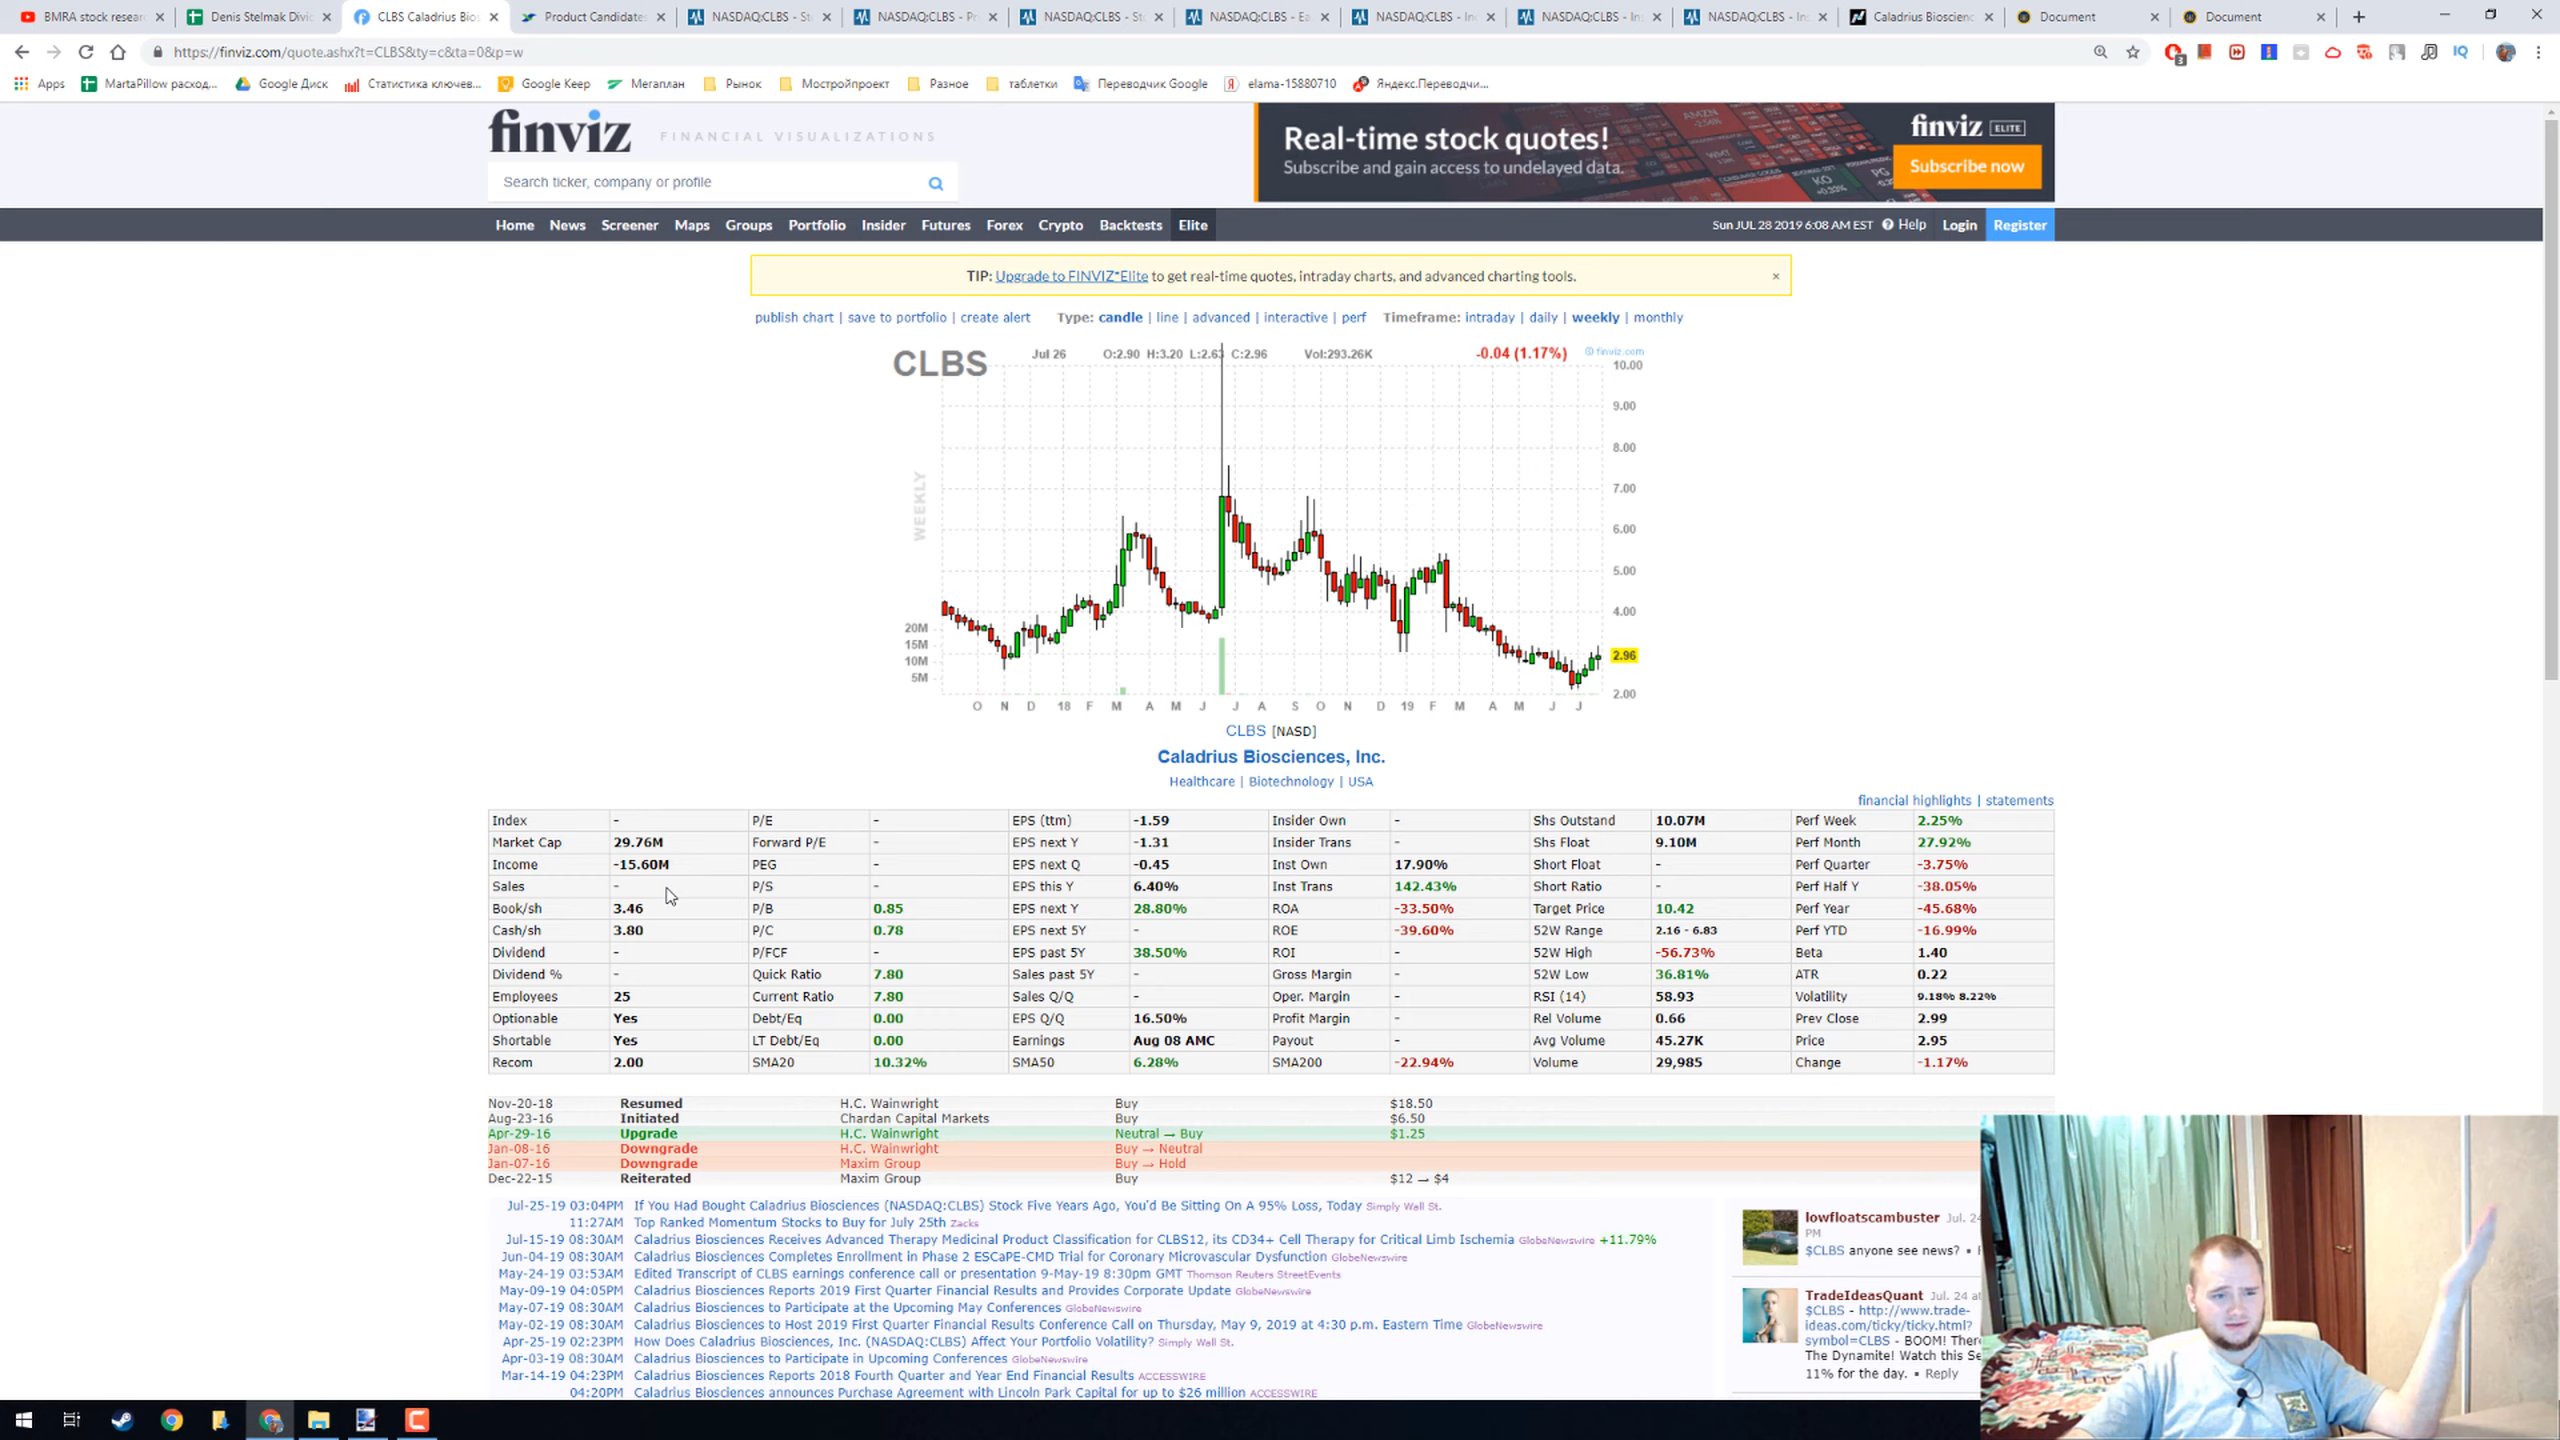 BMRA stock resear
Denis Stelmak Divi
CLBS Caladrius Bios
Product Candidate
NASDAQ:CLBS - St
NASDAQ:CLBS - Pr
NASDAQ:CLBS - St
NASDAQ:CLBS - Ea
NASDAQ:CLBS - In
NASDAQ:CLBS - In
NASDAQ:CLBS - In
Caladrius Bioscienc
Document
Document
https://finviz.com/quote.ashx?t=CLBS&ty=c&ta=0&p=w
Apps
MartaPillow расход...
Google Диск
Статистика ключев...
Google Keep
Мегаплан
Рынок
Мостройпроект
Разное
таблетки
Переводчик Google
elama-15880710
Яндекс.Переводчи...
finviz FINANCIAL VISUALIZATIONS
Real-time stock quotes!
Subscribe and gain access to undelayed data.
finviz ELITE
Subscribe now
Search ticker, company or profile
Home News Screener Maps Groups Portfolio Insider Futures Forex Crypto Backtests Elite
Sun JUL 28 2019 6:08 AM EST Help Login Register
TIP: Upgrade to FINVIZ*Elite to get real-time quotes, intraday charts, and advanced charting tools. ×
publish chart | save to portfolio | create alert Type: candle | line | advanced | interactive | perf Timeframe: intraday | daily | weekly | monthly
CLBS Jul 26 O:2.90 H:3.20 L:2.63 C:2.96 Vol:293.26K -0.04 (1.17%) © finviz.com
10.00
9.00
8.00
7.00
6.00
5.00
4.00
2.96
2.00
WEEKLY
20M
15M
10M
5M
O N D 18 F M A M J J A S O N D 19 F M A M J J
CLBS [NASD]
Caladrius Biosciences, Inc.
Healthcare | Biotechnology | USA
financial highlights | statements
Index - P/E - EPS (ttm) -1.59 Insider Own - Shs Outstand 10.07M Perf Week 2.25%
Market Cap 29.76M Forward P/E - EPS next Y -1.31 Insider Trans - Shs Float 9.10M Perf Month 27.92%
Income -15.60M PEG - EPS next Q -0.45 Inst Own 17.90% Short Float - Perf Quarter -3.75%
Sales - P/S - EPS this Y 6.40% Inst Trans 142.43% Short Ratio - Perf Half Y -38.05%
Book/sh 3.46 P/B 0.85 EPS next Y 28.80% ROA -33.50% Target Price 10.42 Perf Year -45.68%
Cash/sh 3.80 P/C 0.78 EPS next 5Y - ROE -39.60% 52W Range 2.16 - 6.83 Perf YTD -16.99%
Dividend - P/FCF - EPS past 5Y 38.50% ROI - 52W High -56.73% Beta 1.40
Dividend % - Quick Ratio 7.80 Sales past 5Y - Gross Margin - 52W Low 36.81% ATR 0.22
Employees 25 Current Ratio 7.80 Sales Q/Q - Oper. Margin - RSI (14) 58.93 Volatility 9.18% 8.22%
Optionable Yes Debt/Eq 0.00 EPS Q/Q 16.50% Profit Margin - Rel Volume 0.66 Prev Close 2.99
Shortable Yes LT Debt/Eq 0.00 Earnings Aug 08 AMC Payout - Avg Volume 45.27K Price 2.95
Recom 2.00 SMA20 10.32% SMA50 6.28% SMA200 -22.94% Volume 29,985 Change -1.17%
Nov-20-18 Resumed H.C. Wainwright Buy $18.50
Aug-23-16 Initiated Chardan Capital Markets Buy $6.50
Apr-29-16 Upgrade H.C. Wainwright Neutral → Buy $1.25
Jan-08-16 Downgrade H.C. Wainwright Buy → Neutral
Jan-07-16 Downgrade Maxim Group Buy → Hold
Dec-22-15 Reiterated Maxim Group Buy $12 → $4
Jul-25-19 03:04PM If You Had Bought Caladrius Biosciences (NASDAQ:CLBS) Stock Five Years Ago, You'd Be Sitting On A 95% Loss, Today Simply Wall St.
11:27AM Top Ranked Momentum Stocks to Buy for July 25th Zacks
Jul-15-19 08:30AM Caladrius Biosciences Receives Advanced Therapy Medicinal Product Classification for CLBS12, its CD34+ Cell Therapy for Critical Limb Ischemia GlobeNewswire +11.79%
Jun-04-19 08:30AM Caladrius Biosciences Completes Enrollment in Phase 2 ESCaPE-CMD Trial for Coronary Microvascular Dysfunction GlobeNewswire
May-24-19 03:53AM Edited Transcript of CLBS earnings conference call or presentation 9-May-19 8:30pm GMT Thomson Reuters StreetEvents
May-09-19 04:05PM Caladrius Biosciences Reports 2019 First Quarter Financial Results and Provides Corporate Update GlobeNewswire
May-07-19 08:30AM Caladrius Biosciences to Participate at the Upcoming May Conferences GlobeNewswire
May-02-19 08:30AM Caladrius Biosciences to Host 2019 First Quarter Financial Results Conference Call on Thursday, May 9, 2019 at 4:30 p.m. Eastern Time GlobeNewswire
Apr-25-19 02:23PM How Does Caladrius Biosciences, Inc. (NASDAQ:CLBS) Affect Your Portfolio Volatility? Simply Wall St.
Apr-03-19 08:30AM Caladrius Biosciences to Participate in Upcoming Conferences GlobeNewswire
Mar-14-19 04:23PM Caladrius Biosciences Reports 2018 Fourth Quarter and Year End Financial Results ACCESSWIRE
04:20PM Caladrius Biosciences announces Purchase Agreement with Lincoln Park Capital for up to $26 million ACCESSWIRE
lowfloatscambuster Jul. 24
PM
$CLBS anyone see news? •
TradeIdeasQuant Jul. 24 at
$CLBS - http://www.trade-
ideas.com/ticky/ticky.html?
symbol=CLBS - BOOM! Ther
The Dynamite! Watch this Se
11% for the day. • Reply